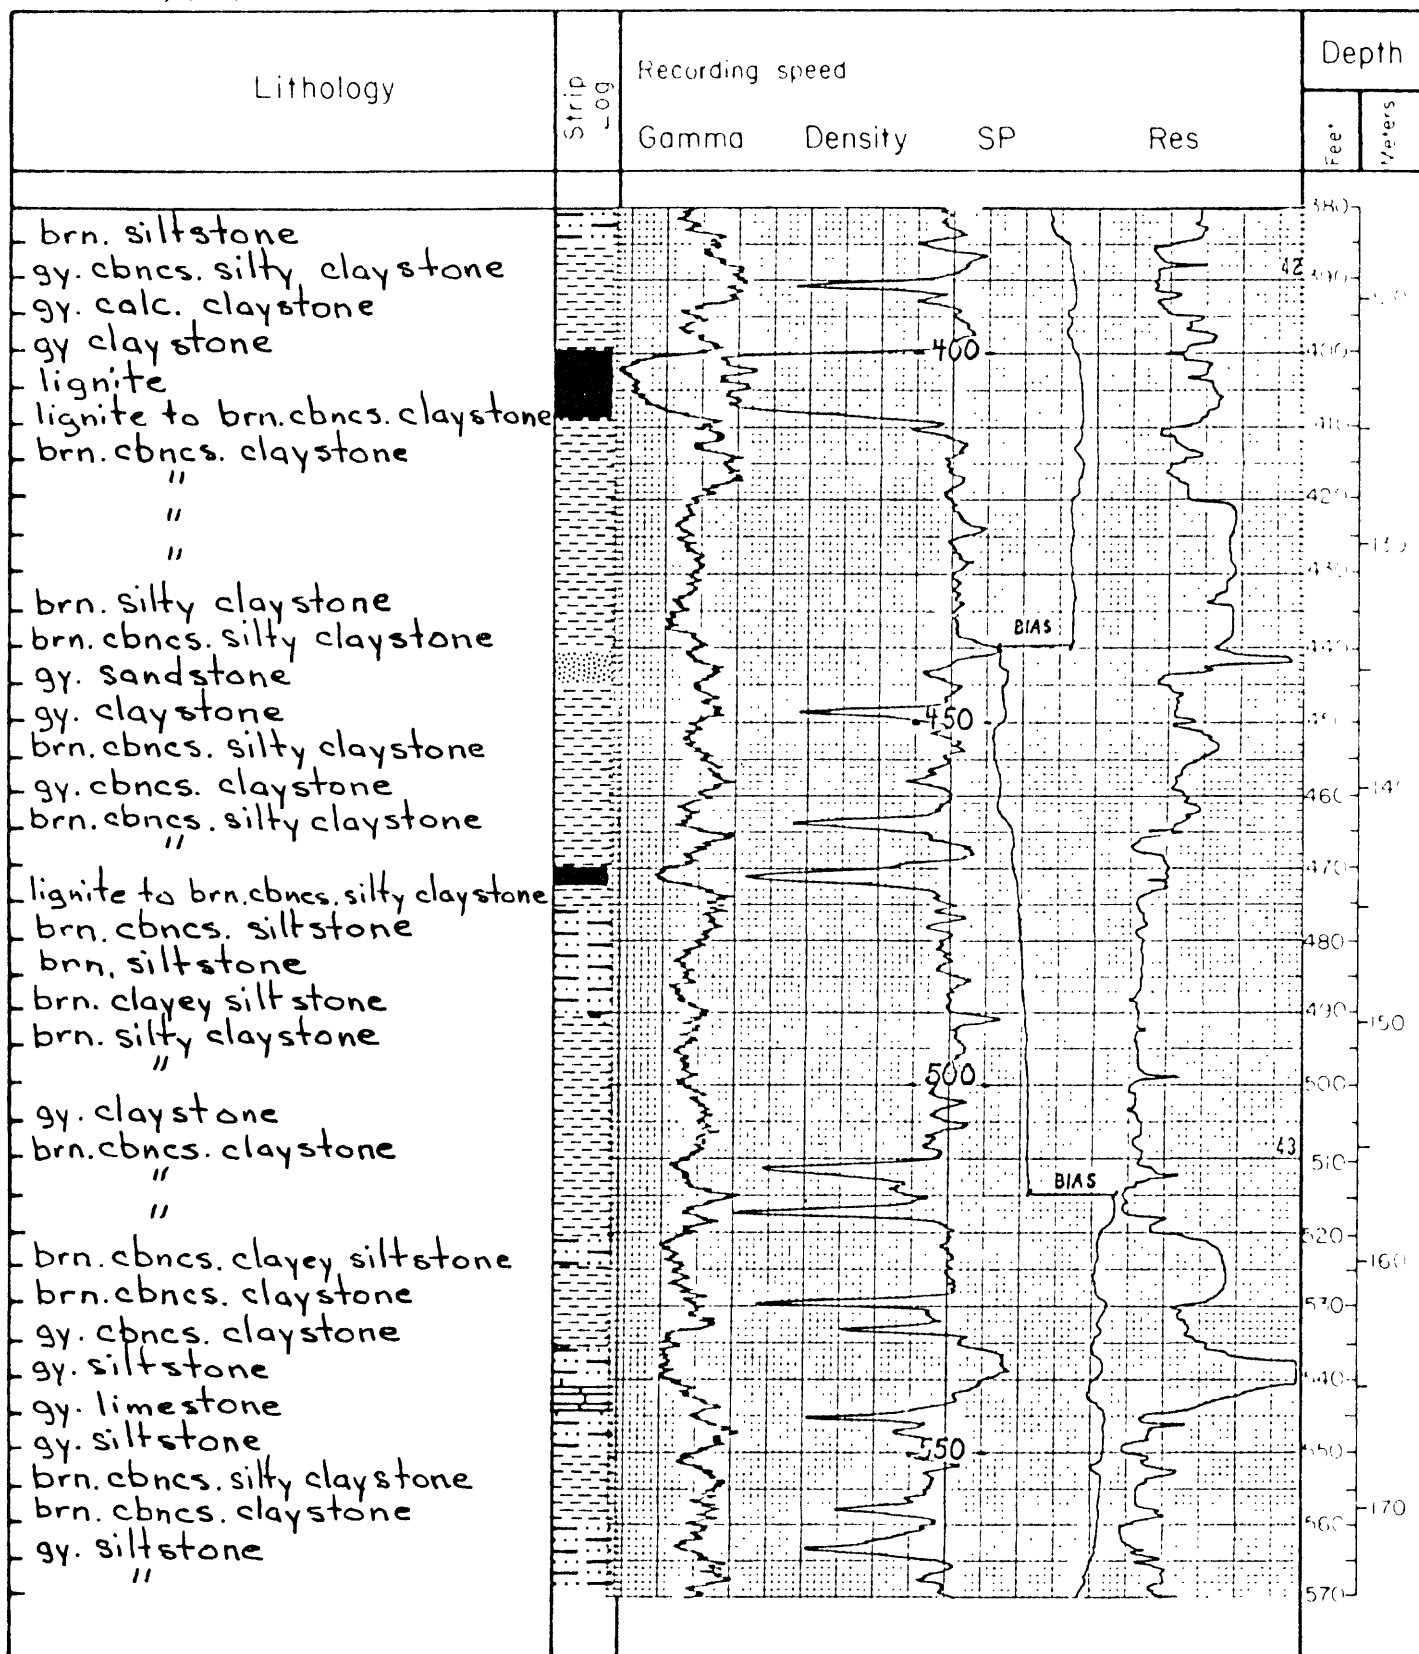 Lithology
Strip Log
Recording speed
Gamma Density SP Res
Depth
Feet Meters
brn. siltstone
gy. cbncs. silty claystone
gy. calc. claystone
gy claystone
lignite
lignite to brn. cbncs. claystone
brn. cbncs. claystone
"
"
"
brn. silty claystone
brn. cbncs. silty claystone
gy. sandstone
gy. claystone
brn. cbncs. silty claystone
gy. cbncs. claystone
brn. cbncs. silty claystone
"
lignite to brn. cbncs. silty claystone
brn. cbncs. siltstone
brn, siltstone
brn. clayey siltstone
brn. silty claystone
"
gy. claystone
brn. cbncs. claystone
"
"
brn. cbncs. clayey siltstone
brn. cbncs. claystone
gy. cbncs. claystone
gy. siltstone
gy. limestone
gy. siltstone
brn. cbncs. silty claystone
brn. cbncs. claystone
gy. siltstone
"
400
BIAS
450
500
BIAS
550
42
43
380
390
400
410
420
430
460
470
480
490
500
510
520
530
540
550
560
570
150
160
170